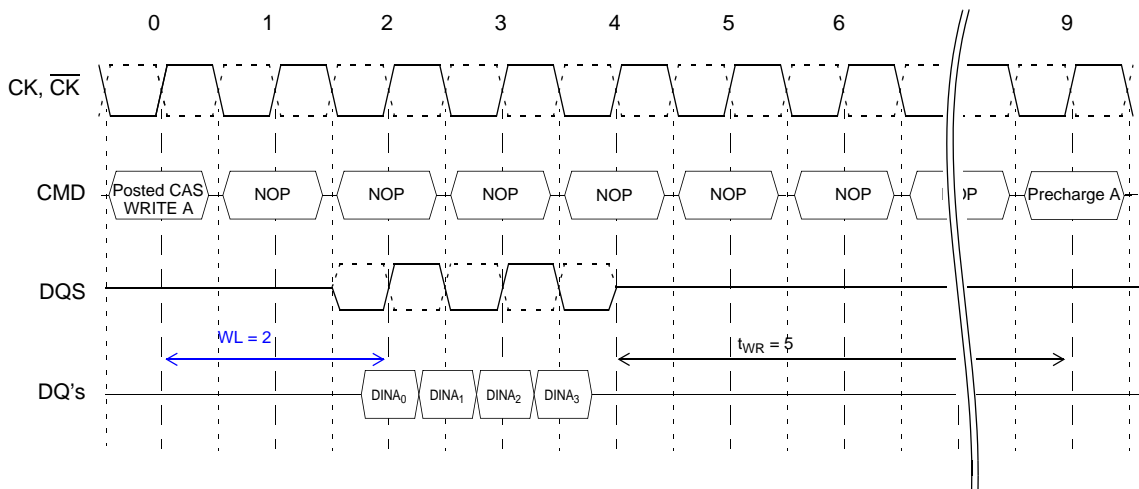 0 1 2 3 4 5 6 9
CK, CK
CMD
Posted CAS
WRITE A
NOP
NOP
NOP
NOP
NOP
NOP
OP
Precharge A
DQS
WL = 2
tWR = 5
DQ's
DINA0
DINA1
DINA2
DINA3